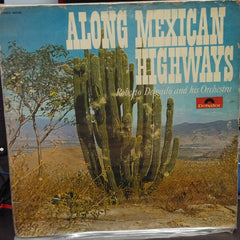 ALONG MEXICAN
HIGHWAYS
Roberto Delgado and his Orchestra
Polydor